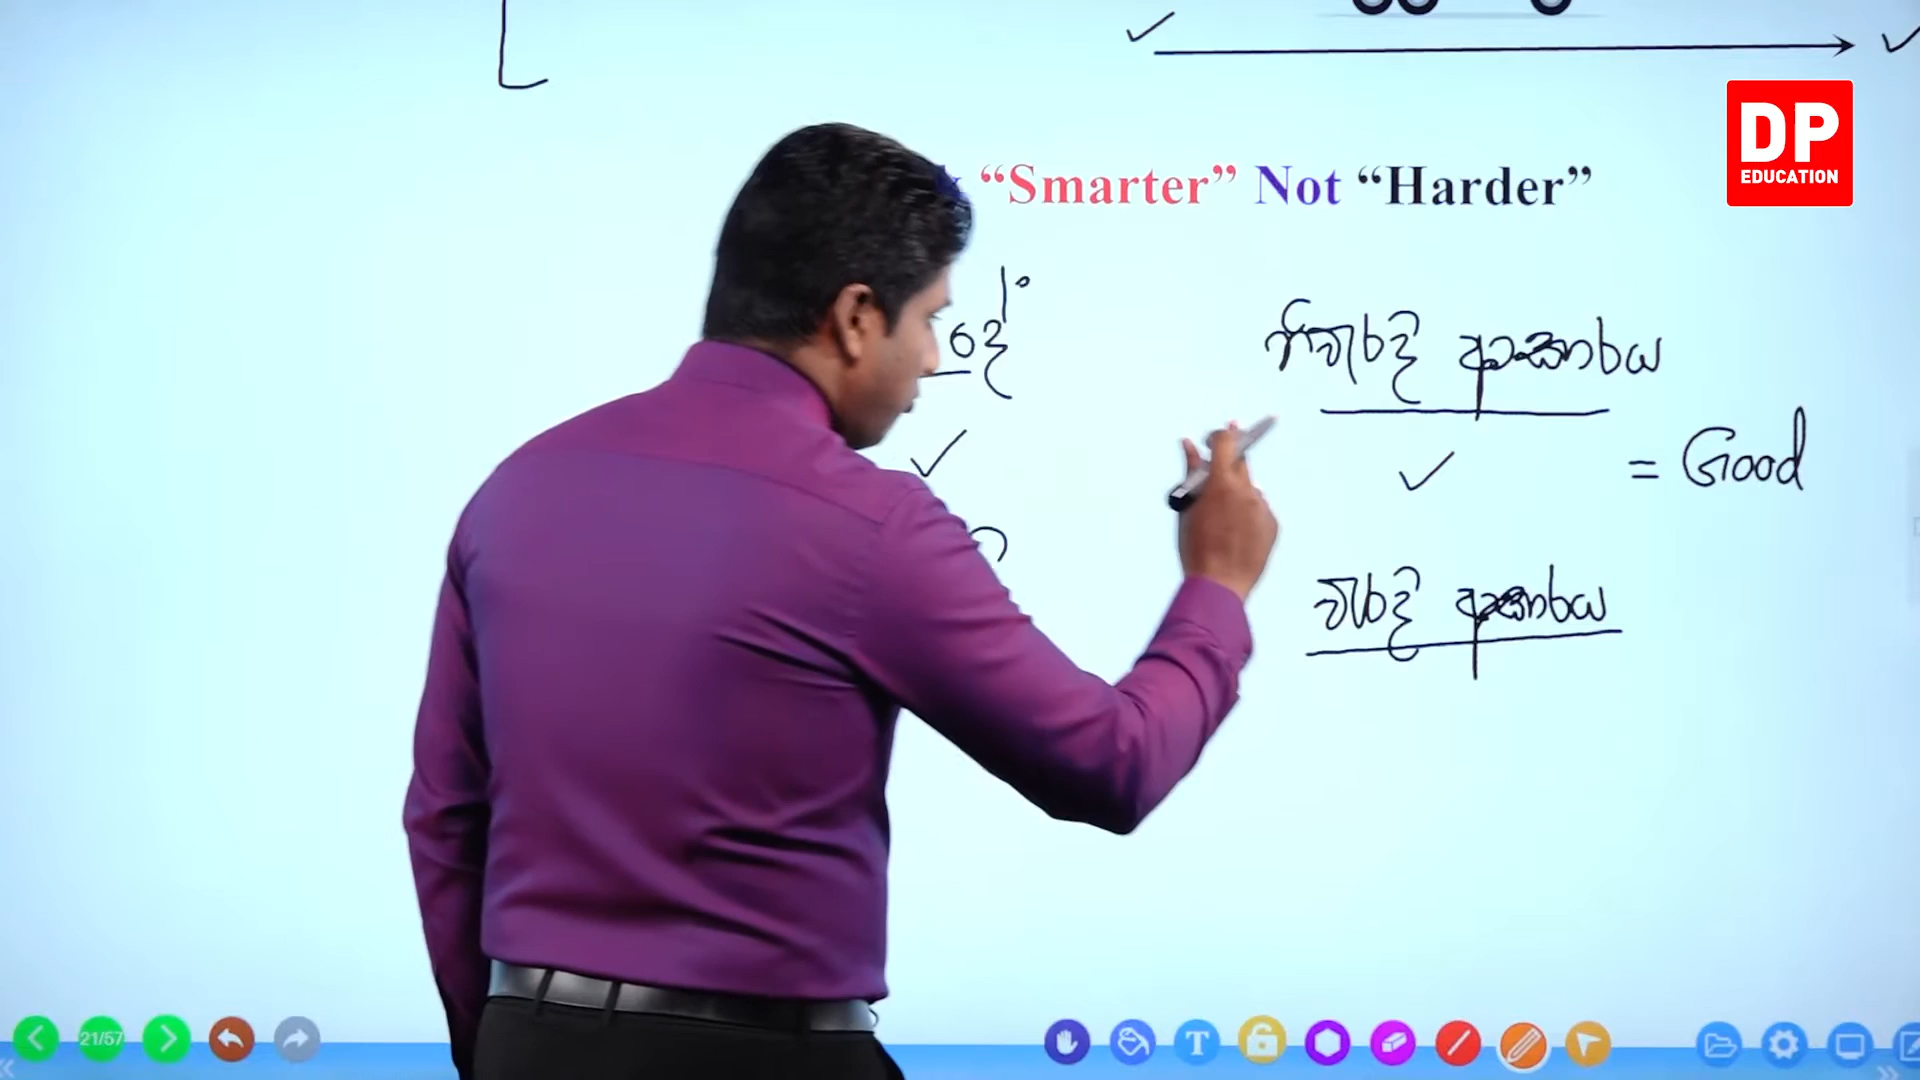 DP
EDUCATION
“Smarter” Not “Harder”
නිවැරදි ආකාරය
= Good
වැරදි ආකාරය
21/57